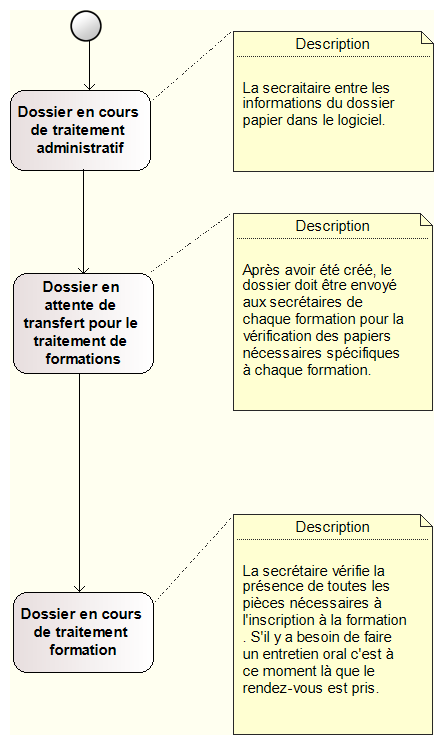 Description
La secraitaire entre les
informations du dossier
papier dans le logiciel.
Dossier en cours
de traitement
administratif
Description
Après avoir été créé, le
dossier doit être envoyé
aux secrétaires de
chaque formation pour la
vérification des papiers
nécessaires spécifiques
à chaque formation.
Dossier en
attente de
transfert pour le
traitement de
formations
Description
La secrétaire vérifie la
présence de toutes les
pièces nécessaires à
l'inscription à la formation
. S'il y a besoin de faire
un entretien oral c'est à
ce moment là que le
rendez-vous est pris.
Dossier en cours
de traitement
formation